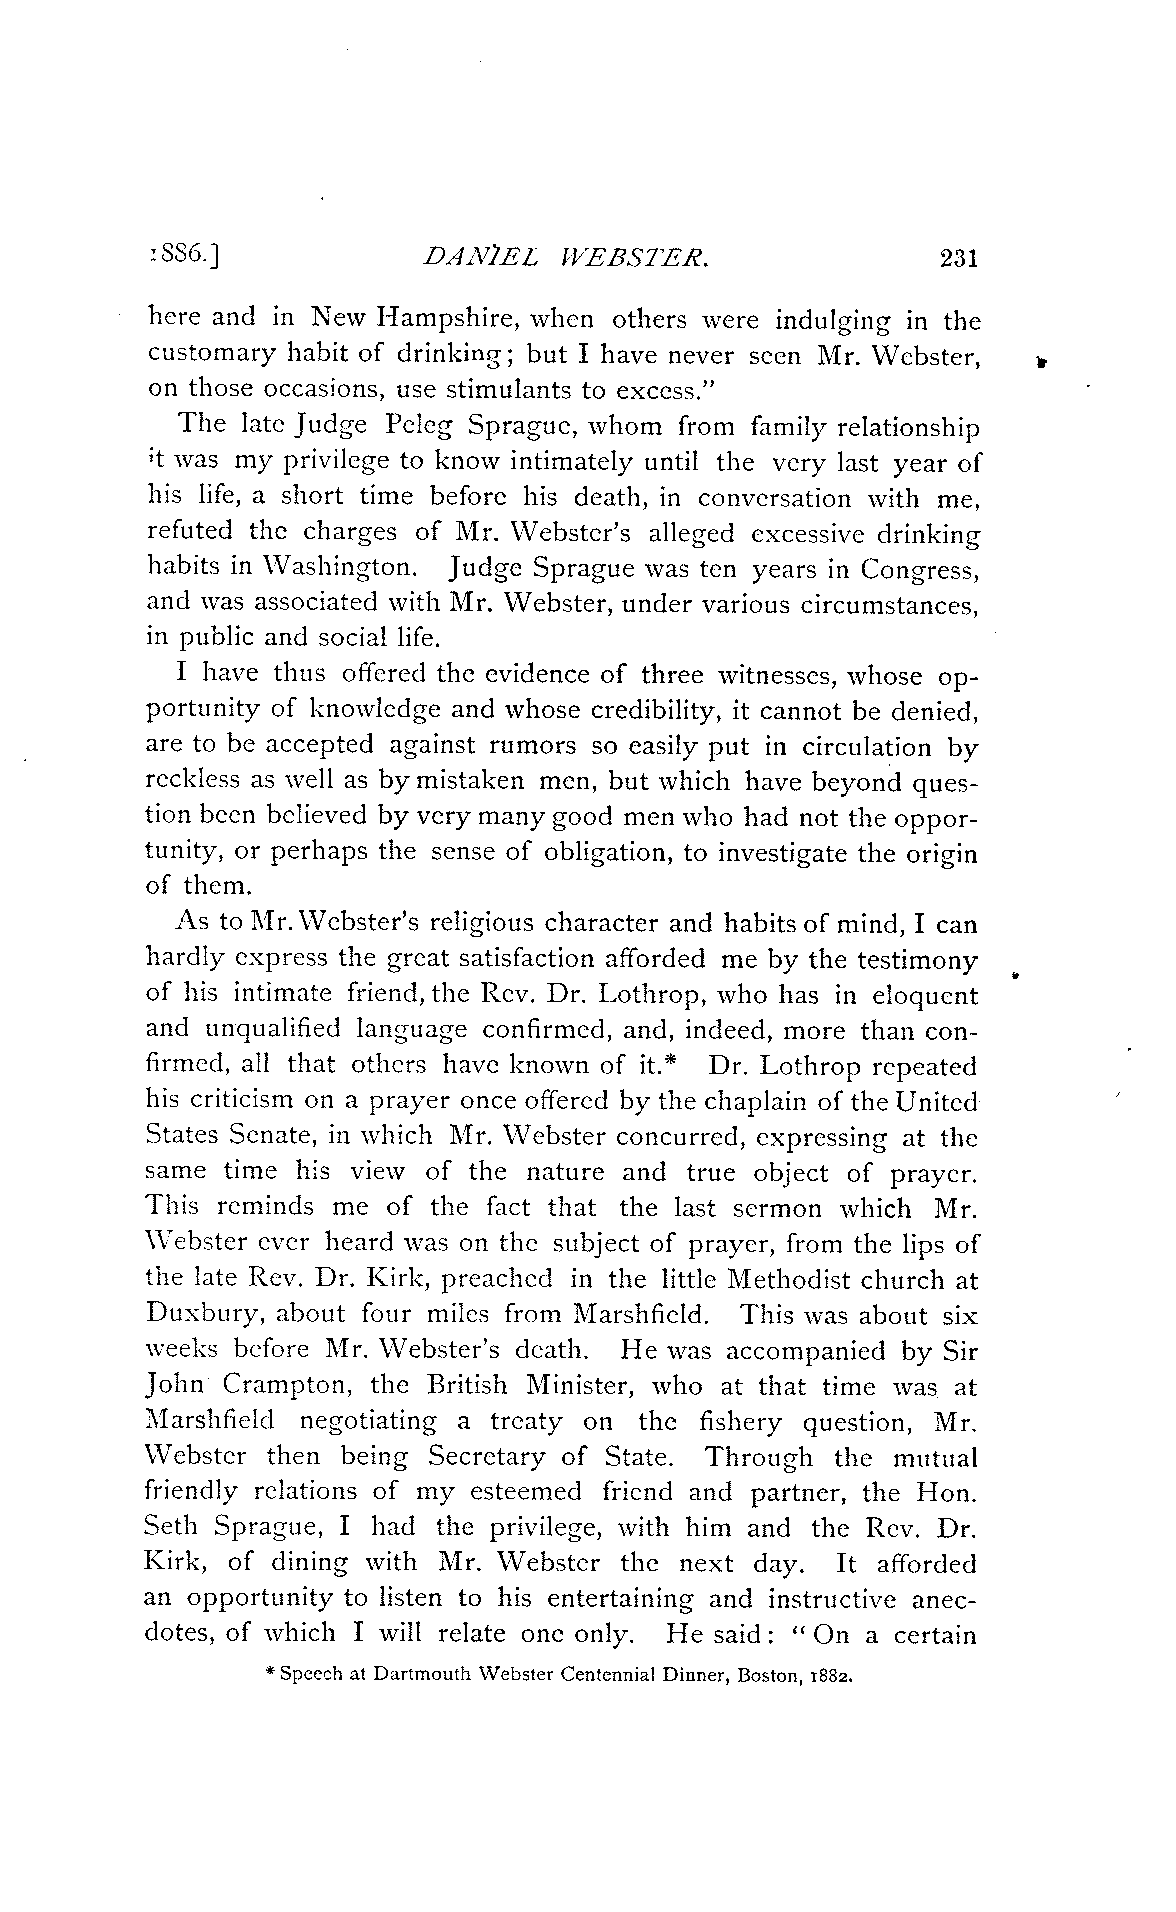 1886.] DANIEL WEBSTER. 231
here and in New Hampshire, when others were indulging in the
customary habit of drinking; but I have never seen Mr. Webster,
on those occasions, use stimulants to excess."
The late Judge Peleg Sprague, whom from family relationship
it was my privilege to know intimately until the very last year of
his life, a short time before his death, in conversation with me,
refuted the charges of Mr. Webster's alleged excessive drinking
habits in Washington. Judge Sprague was ten years in Congress,
and was associated with Mr. Webster, under various circumstances,
in public and social life.
I have thus offered the evidence of three witnesses, whose op-
portunity of knowledge and whose credibility, it cannot be denied,
are to be accepted against rumors so easily put in circulation by
reckless as well as by mistaken men, but which have beyond ques-
tion been believed by very many good men who had not the oppor-
tunity, or perhaps the sense of obligation, to investigate the origin
of them.
As to Mr. Webster's religious character and habits of mind, I can
hardly express the great satisfaction afforded me by the testimony
of his intimate friend, the Rev. Dr. Lothrop, who has in eloquent
and unqualified language confirmed, and, indeed, more than con-
firmed, all that others have known of it.* Dr. Lothrop repeated
his criticism on a prayer once offered by the chaplain of the United
States Senate, in which Mr. Webster concurred, expressing at the
same time his view of the nature and true object of prayer.
This reminds me of the fact that the last sermon which Mr.
Webster ever heard was on the subject of prayer, from the lips of
the late Rev. Dr. Kirk, preached in the little Methodist church at
Duxbury, about four miles from Marshfield. This was about six
weeks before Mr. Webster's death. He was accompanied by Sir
John Crampton, the British Minister, who at that time was at
Marshfield negotiating a treaty on the fishery question, Mr.
Webster then being Secretary of State. Through the mutual
friendly relations of my esteemed friend and partner, the Hon.
Seth Sprague, I had the privilege, with him and the Rev. Dr.
Kirk, of dining with Mr. Webster the next day. It afforded
an opportunity to listen to his entertaining and instructive anec-
dotes, of which I will relate one only. He said: "On a certain
* Speech at Dartmouth Webster Centennial Dinner, Boston, 1882.